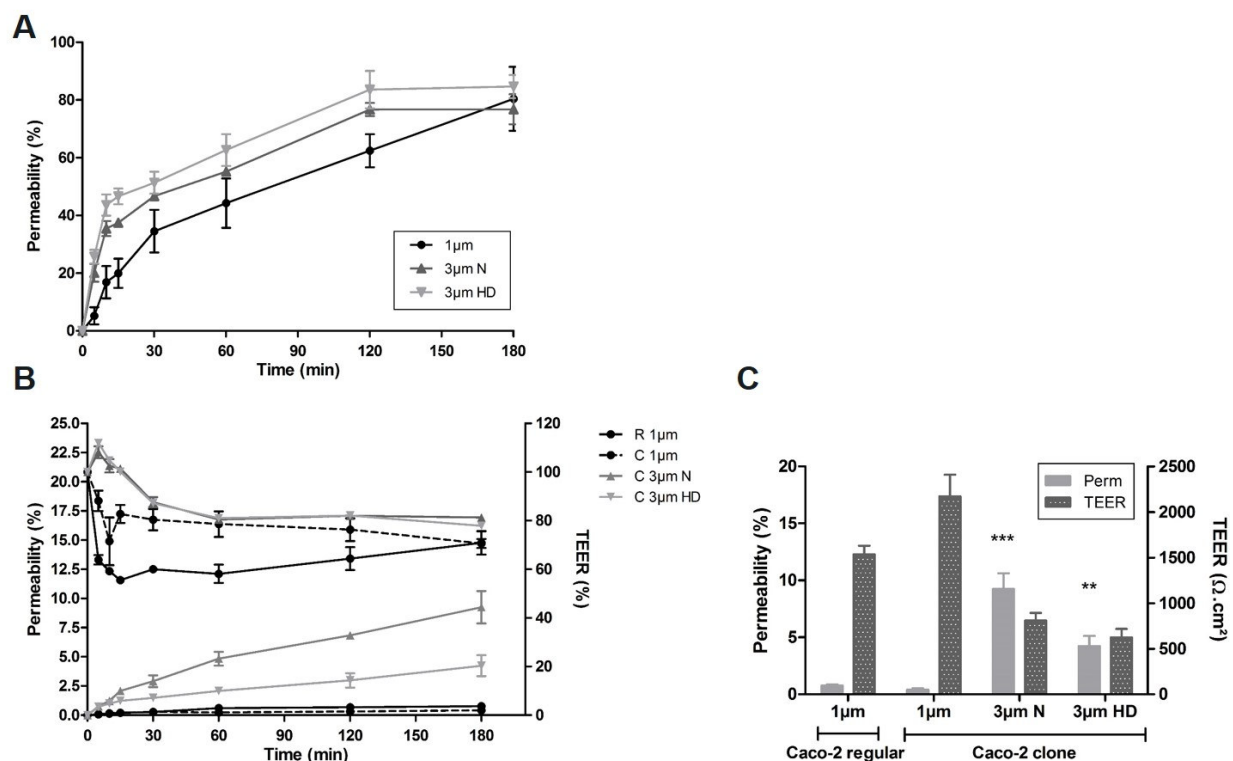 A
100
80
60
40
20
0
Permeability (%)
0 30 60 90 120 150 180
Time (min)
1µm
3µm N
3µm HD
B
25.0
22.5
20.0
17.5
15.0
12.5
10.0
7.5
5.0
2.5
0.0
Permeability (%)
120
100
80
60
40
20
0
TEER (%)
0 30 60 90 120 150 180
Time (min)
R 1µm
C 1µm
C 3µm N
C 3µm HD
C
20
15
10
5
0
Permeability (%)
2500
2000
1500
1000
500
0
TEER (Ω.cm²)
Perm
TEER
***
**
1µm 1µm 3µm N 3µm HD
Caco-2 regular Caco-2 clone